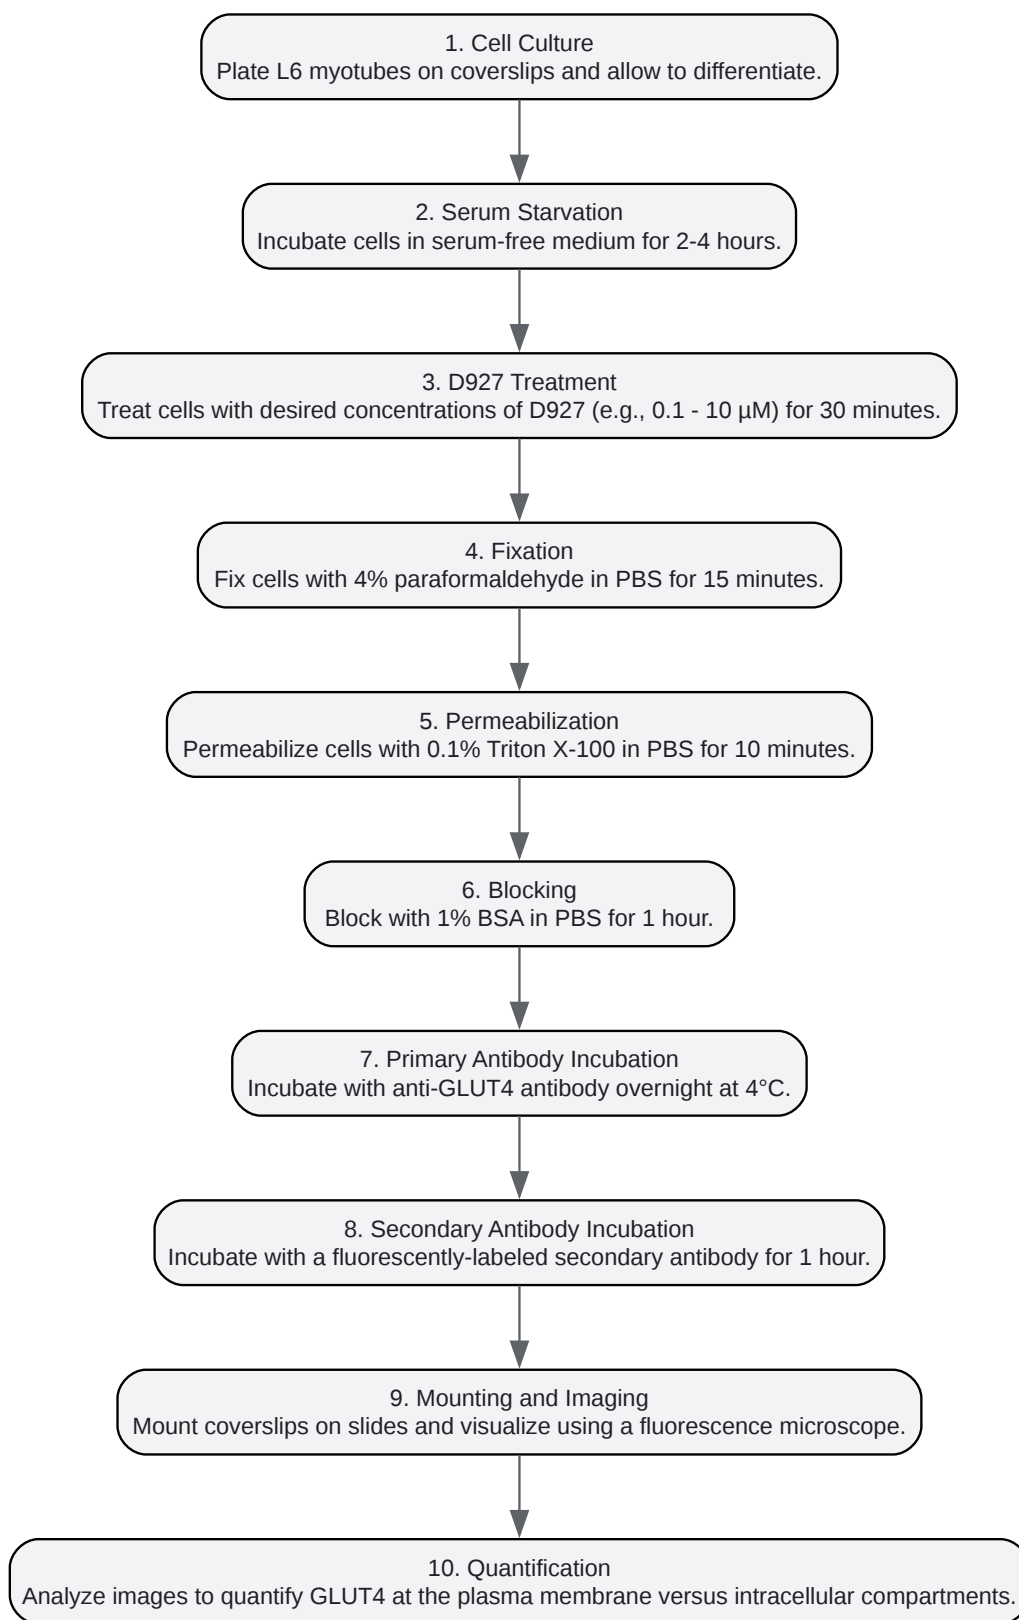 1. Cell Culture
Plate L6 myotubes on coverslips and allow to differentiate.
2. Serum Starvation
Incubate cells in serum-free medium for 2-4 hours.
3. D927 Treatment
Treat cells with desired concentrations of D927 (e.g., 0.1 - 10 µM) for 30 minutes.
4. Fixation
Fix cells with 4% paraformaldehyde in PBS for 15 minutes.
5. Permeabilization
Permeabilize cells with 0.1% Triton X-100 in PBS for 10 minutes.
6. Blocking
Block with 1% BSA in PBS for 1 hour.
7. Primary Antibody Incubation
Incubate with anti-GLUT4 antibody overnight at 4°C.
8. Secondary Antibody Incubation
Incubate with a fluorescently-labeled secondary antibody for 1 hour.
9. Mounting and Imaging
Mount coverslips on slides and visualize using a fluorescence microscope.
10. Quantification
Analyze images to quantify GLUT4 at the plasma membrane versus intracellular compartments.